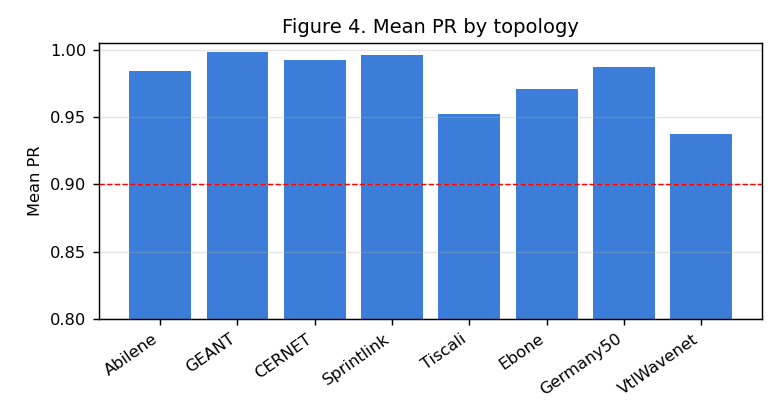 Figure 4. Mean PR by topology
Mean PR
1.00
0.95
0.90
0.85
0.80
Abilene
GEANT
CERNET
Sprintlink
Tiscali
Ebone
Germany50
VtlWavenet